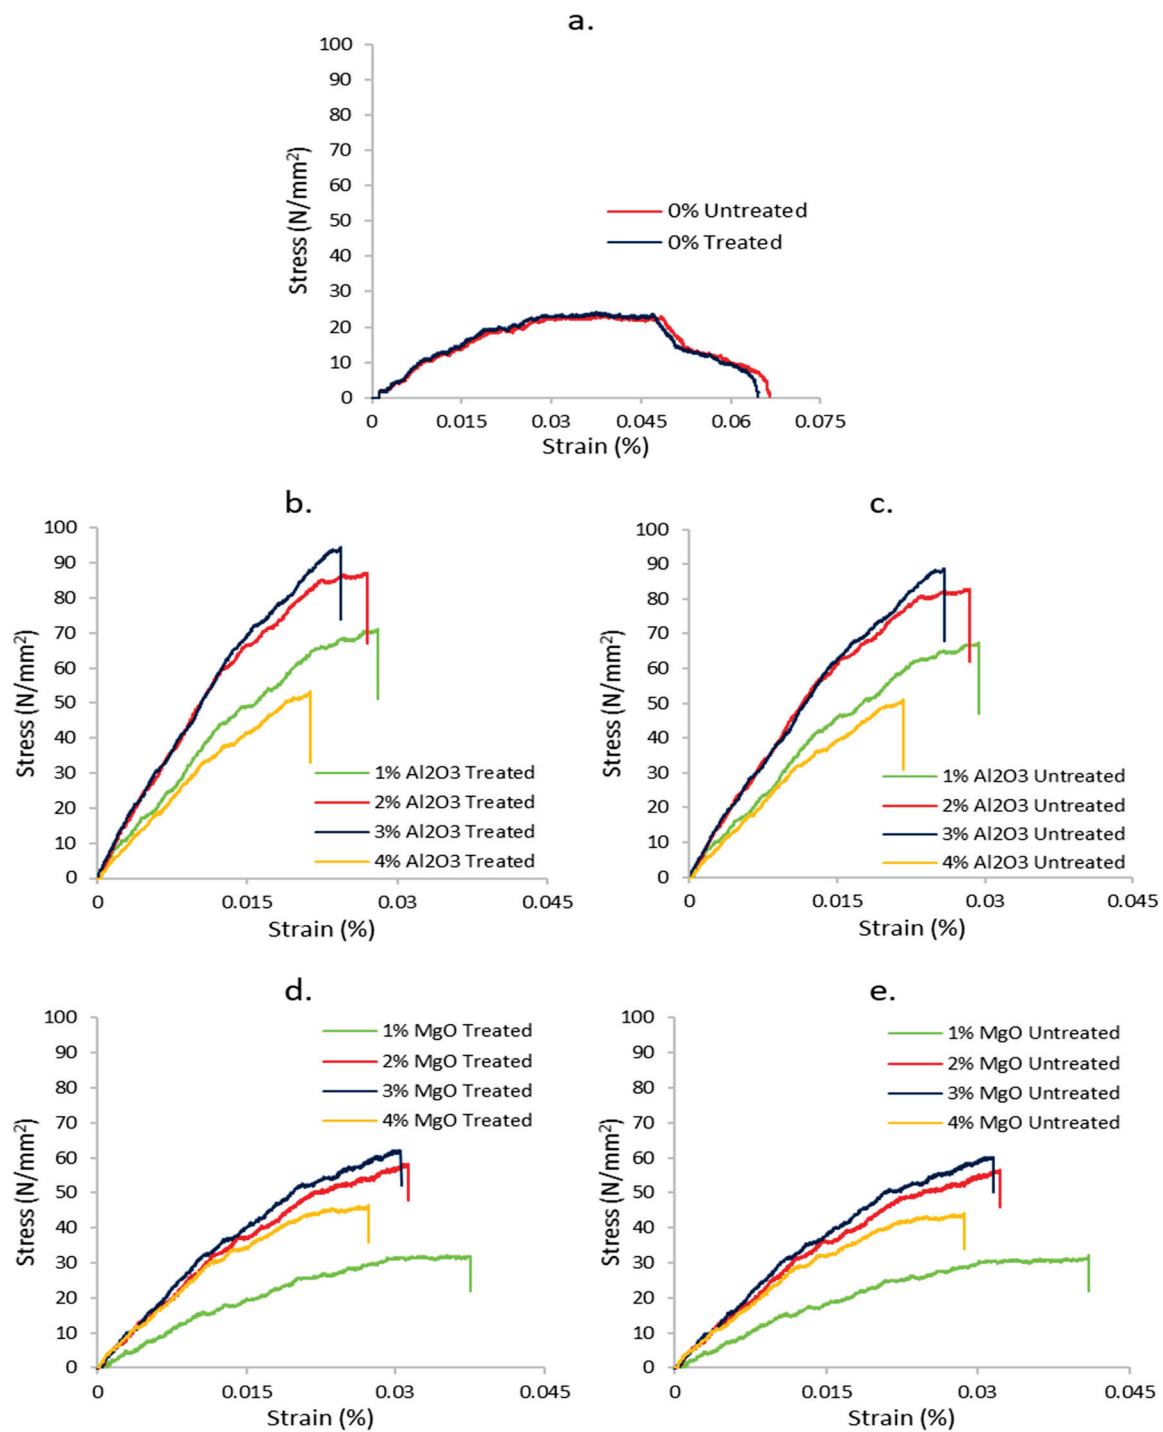 a.
100
90
80
70
60
50
40
30
20
10
0
Stress (N/mm²)
0% Untreated
0% Treated
0 0.015 0.03 0.045 0.06 0.075
Strain (%)
b.
100
90
80
70
60
50
40
30
20
10
0
Stress (N/mm²)
1% Al2O3 Treated
2% Al2O3 Treated
3% Al2O3 Treated
4% Al2O3 Treated
0 0.015 0.03 0.045
Strain (%)
c.
100
90
80
70
60
50
40
30
20
10
0
Stress (N/mm²)
1% Al2O3 Untreated
2% Al2O3 Untreated
3% Al2O3 Untreated
4% Al2O3 Untreated
0 0.015 0.03 0.045
Strain (%)
d.
100
90
80
70
60
50
40
30
20
10
0
Stress (N/mm²)
1% MgO Treated
2% MgO Treated
3% MgO Treated
4% MgO Treated
0 0.015 0.03 0.045
Strain (%)
e.
100
90
80
70
60
50
40
30
20
10
0
Stress (N/mm²)
1% MgO Untreated
2% MgO Untreated
3% MgO Untreated
4% MgO Untreated
0 0.015 0.03 0.045
Strain (%)